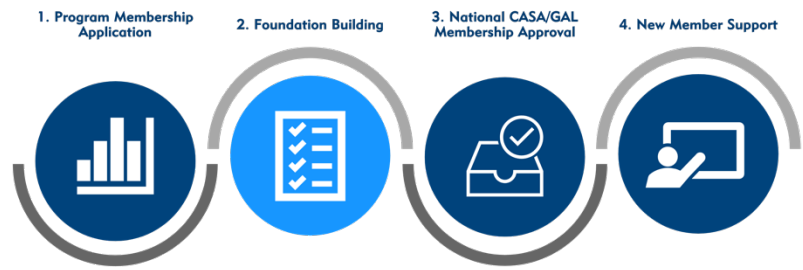 1. Program Membership
Application
2. Foundation Building
3. National CASA/GAL
Membership Approval
4. New Member Support